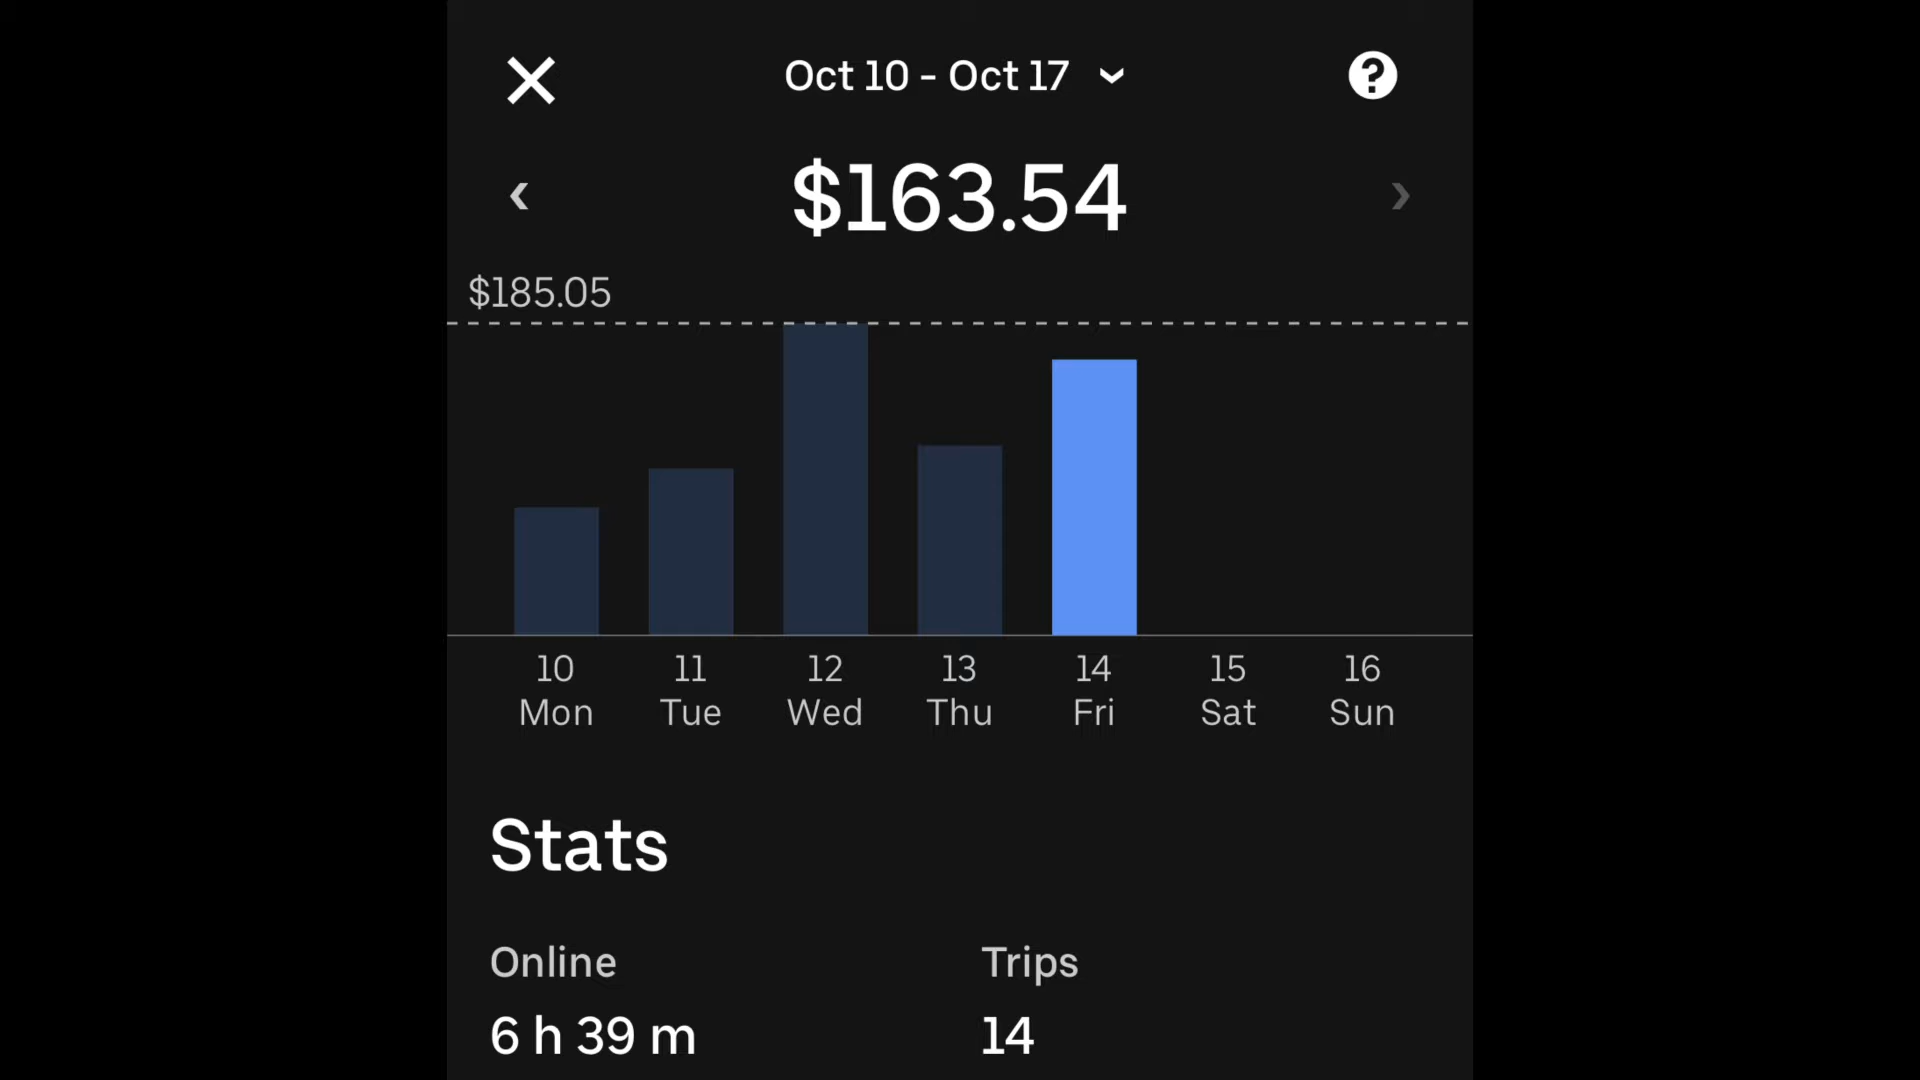 Oct 10 - Oct 17
$163.54
$185.05
10 11 12 13 14 15 16
Mon Tue Wed Thu Fri Sat Sun
Stats
Online Trips
6 h 39 m 14